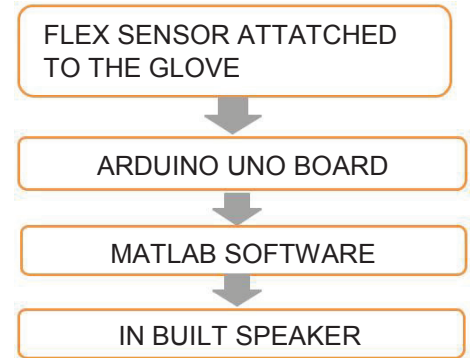 FLEX SENSOR ATTATCHED
TO THE GLOVE
ARDUINO UNO BOARD
MATLAB SOFTWARE
IN BUILT SPEAKER